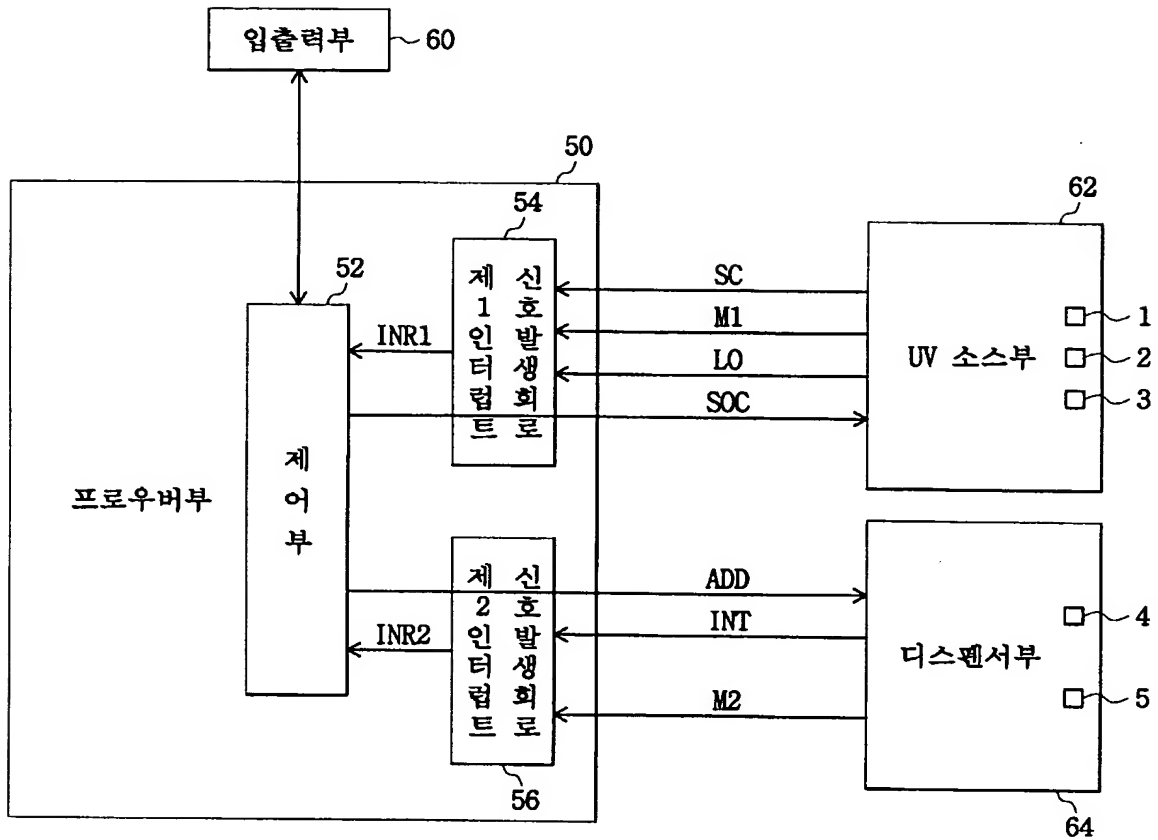 입출력부
60
50
54
62
52
제1인터럽트
신호발생회로
SC
M1
LO
SOC
INR1
UV 소스부
1
2
3
제어부
프로우버부
제2인터럽트
신호발생회로
ADD
INT
M2
INR2
디스펜서부
4
5
56
64